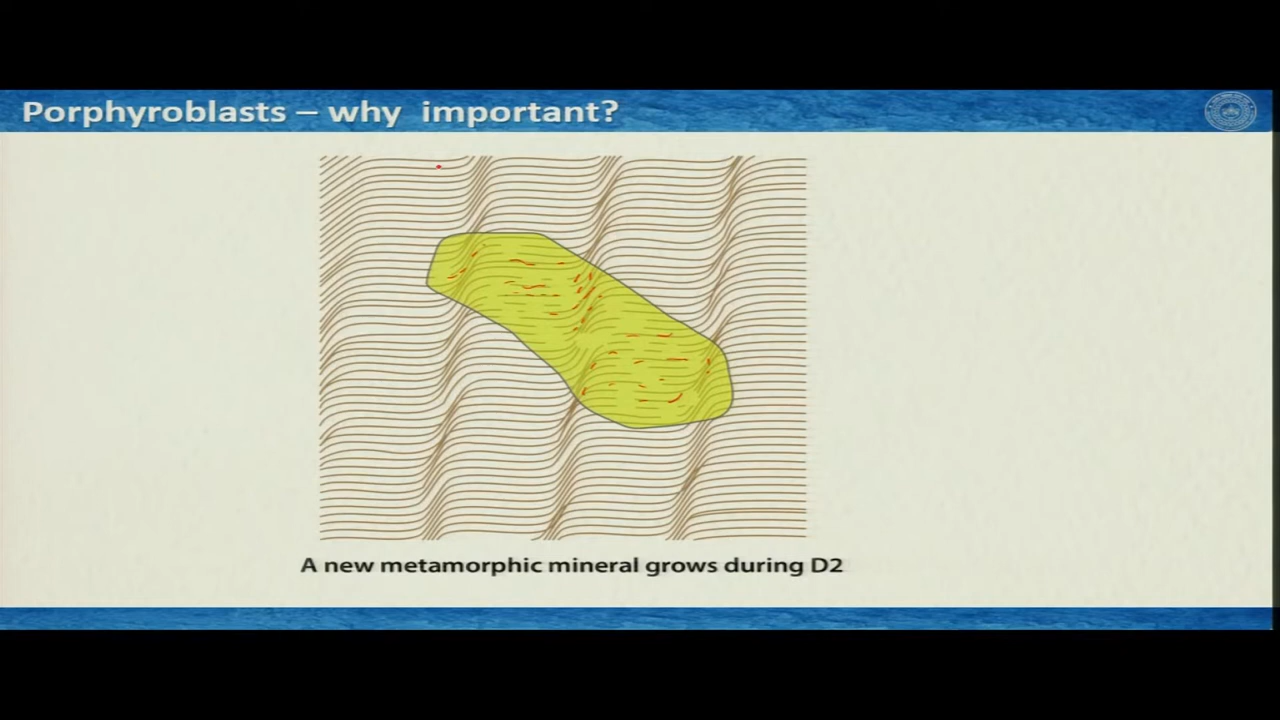 Porphyroblasts – why important?
A new metamorphic mineral grows during D2